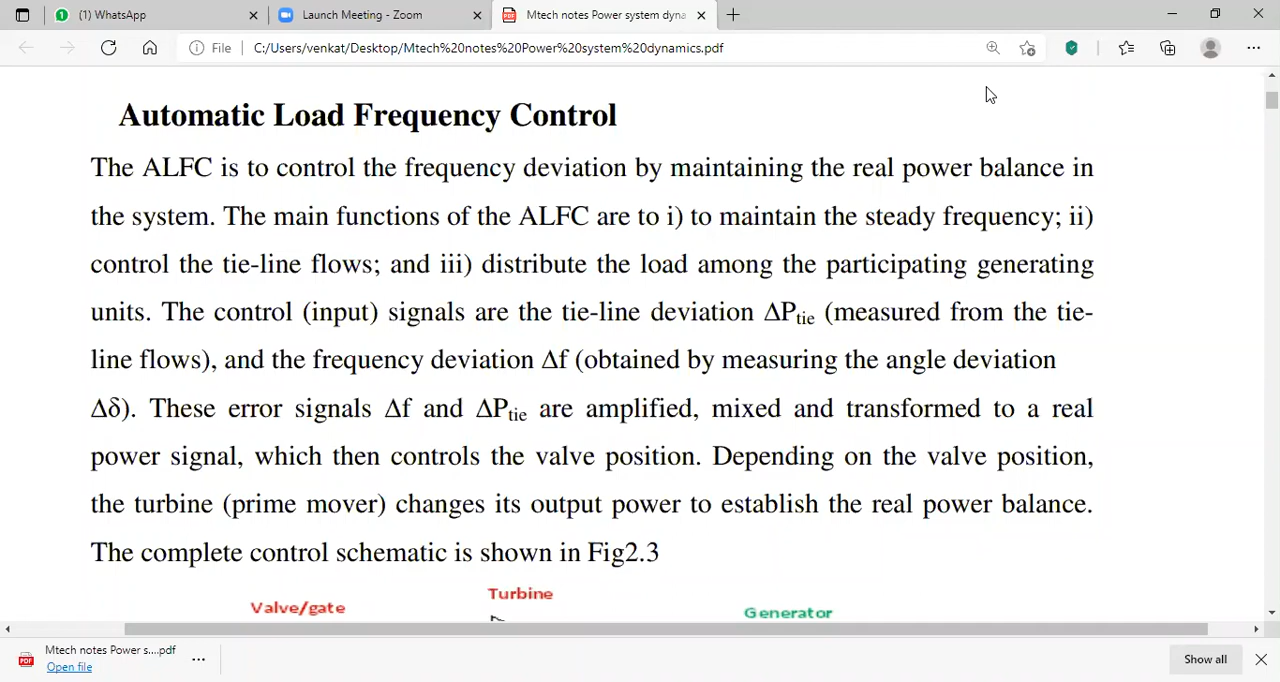 (1) WhatsApp
Launch Meeting - Zoom
Mtech notes Power system dyna
File
C:/Users/venkat/Desktop/Mtech%20notes%20Power%20system%20dynamics.pdf
Automatic Load Frequency Control
The ALFC is to control the frequency deviation by maintaining the real power balance in
the system. The main functions of the ALFC are to i) to maintain the steady frequency; ii)
control the tie-line flows; and iii) distribute the load among the participating generating
units. The control (input) signals are the tie-line deviation ΔPtie (measured from the tie-
line flows), and the frequency deviation Δf (obtained by measuring the angle deviation
Δδ). These error signals Δf and ΔPtie are amplified, mixed and transformed to a real
power signal, which then controls the valve position. Depending on the valve position,
the turbine (prime mover) changes its output power to establish the real power balance.
The complete control schematic is shown in Fig2.3
Turbine
Valve/gate
Generator
Mtech notes Power s....pdf
Open file
Show all